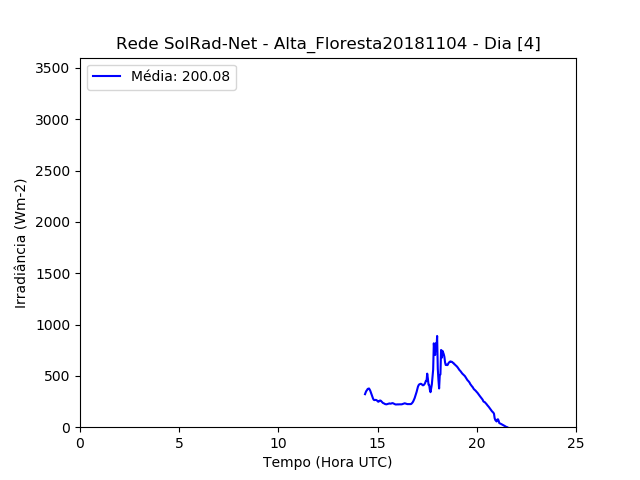 Rede SolRad-Net - Alta_Floresta20181104 - Dia [4]
Média: 200.08
Irradiância (Wm-2)
3500
3000
2500
2000
1500
1000
500
0
0 5 10 15 20 25
Tempo (Hora UTC)